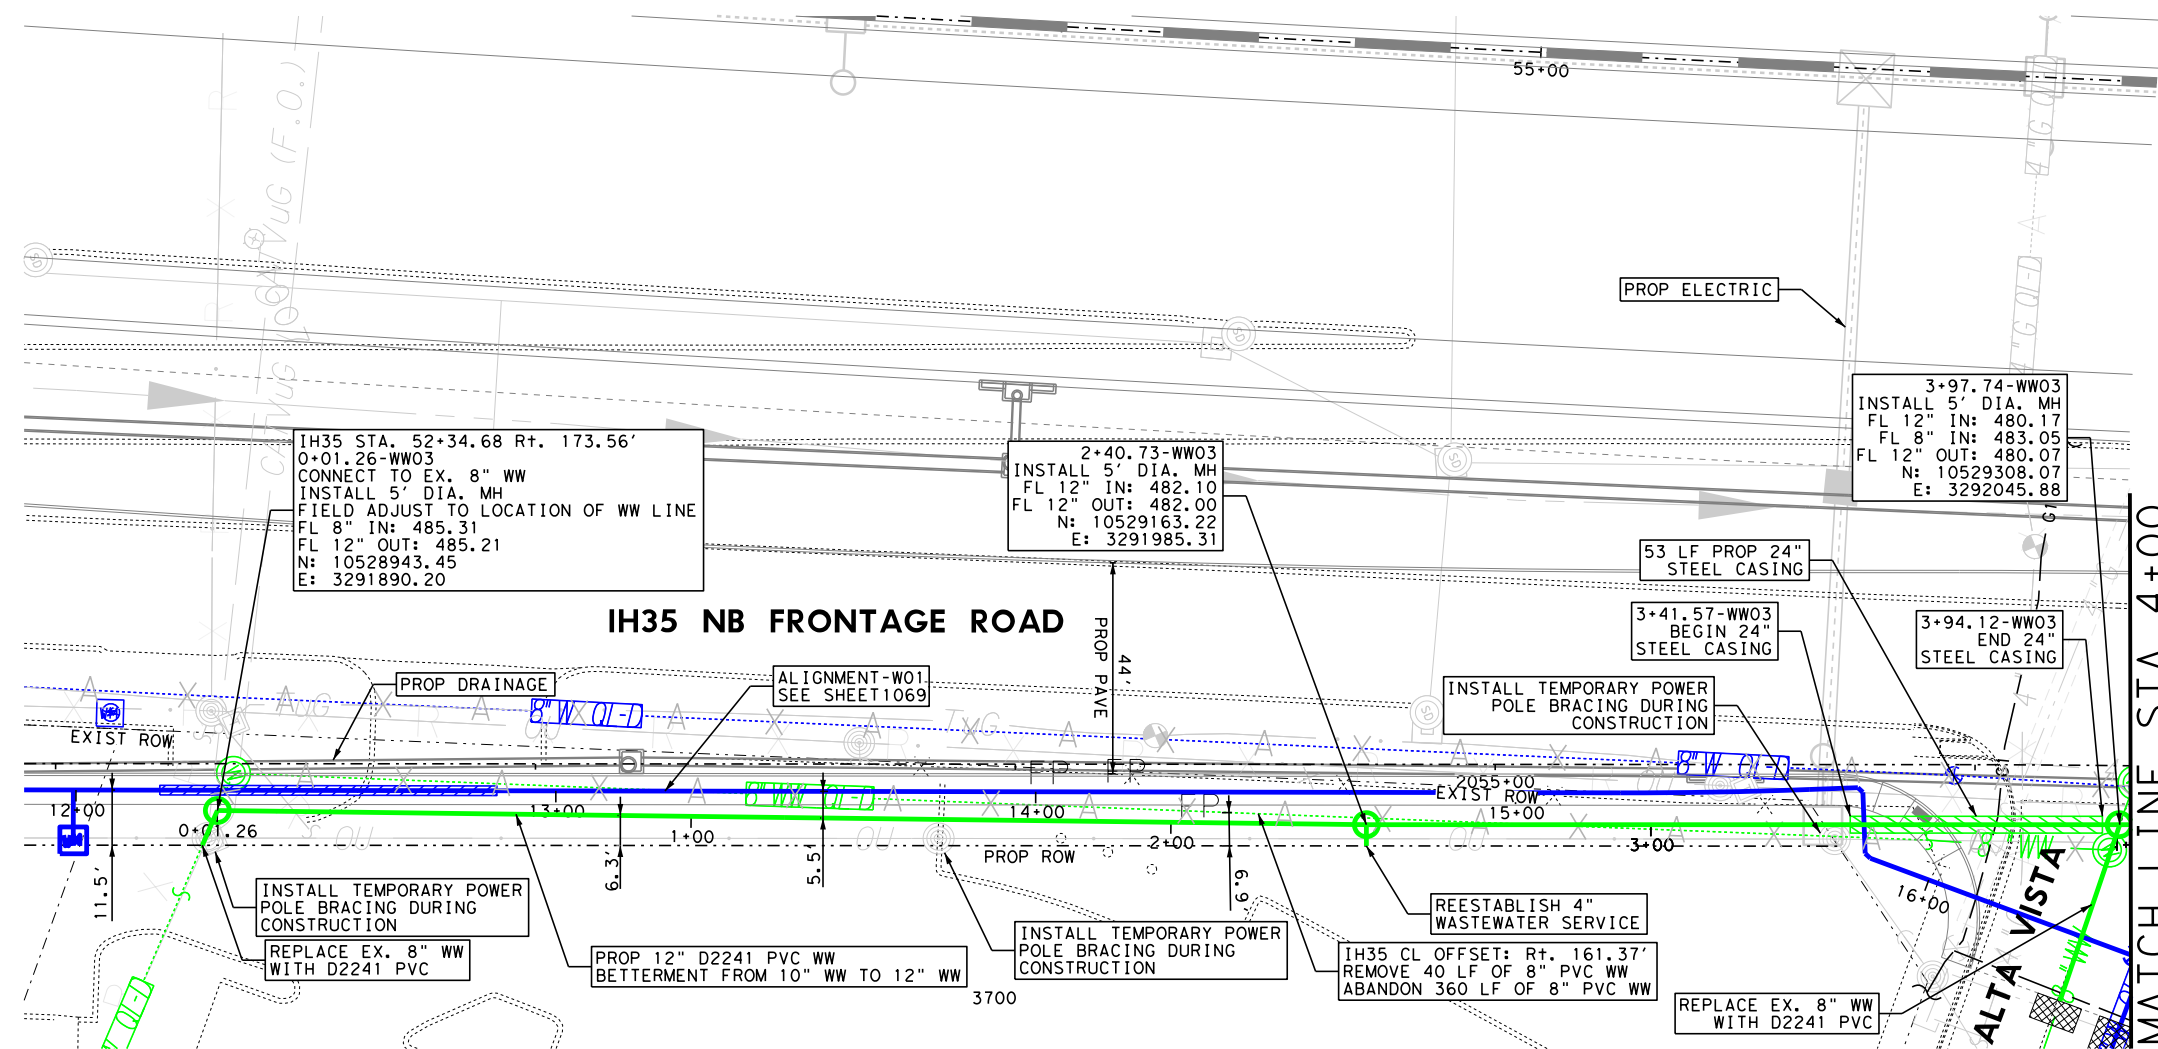 55+00
PROP ELECTRIC
CATVuG (F.O.)
4" G QL-D
3+97.74-WW03
INSTALL 5' DIA. MH
FL 12" IN: 480.17
FL 8" IN: 483.05
FL 12" OUT: 480.07
N: 10529308.07
E: 3292045.88
IH35 STA. 52+34.68 Rt. 173.56'
0+01.26-WW03
CONNECT TO EX. 8" WW
INSTALL 5' DIA. MH
FIELD ADJUST TO LOCATION OF WW LINE
FL 8" IN: 485.31
FL 12" OUT: 485.21
N: 10528943.45
E: 3291890.20
2+40.73-WW03
INSTALL 5' DIA. MH
FL 12" IN: 482.10
FL 12" OUT: 482.00
N: 10529163.22
E: 3291985.31
53 LF PROP 24"
STEEL CASING
3+41.57-WW03
BEGIN 24"
STEEL CASING
3+94.12-WW03
END 24"
STEEL CASING
IH35 NB FRONTAGE ROAD
44'
PROP PAVE
MATCH LINE STA 4+00
PROP DRAINAGE
ALIGNMENT-W01
SEE SHEET1069
INSTALL TEMPORARY POWER
POLE BRACING DURING
CONSTRUCTION
8" W QL-D
8" W QL-D
EXIST ROW
8" WW QL-D
2055+00
EXIST ROW
12+00
13+00
14+00
15+00
16+00
0+01.26
1+00
2+00
3+00
PROP ROW
11.5'
6.3'
5.5'
6.9'
8" WW
ALTA VISTA
INSTALL TEMPORARY POWER
POLE BRACING DURING
CONSTRUCTION
REPLACE EX. 8" WW
WITH D2241 PVC
PROP 12" D2241 PVC WW
BETTERMENT FROM 10" WW TO 12" WW
INSTALL TEMPORARY POWER
POLE BRACING DURING
CONSTRUCTION
3700
REESTABLISH 4"
WASTEWATER SERVICE
IH35 CL OFFSET: Rt. 161.37'
REMOVE 40 LF OF 8" PVC WW
ABANDON 360 LF OF 8" PVC WW
REPLACE EX. 8" WW
WITH D2241 PVC